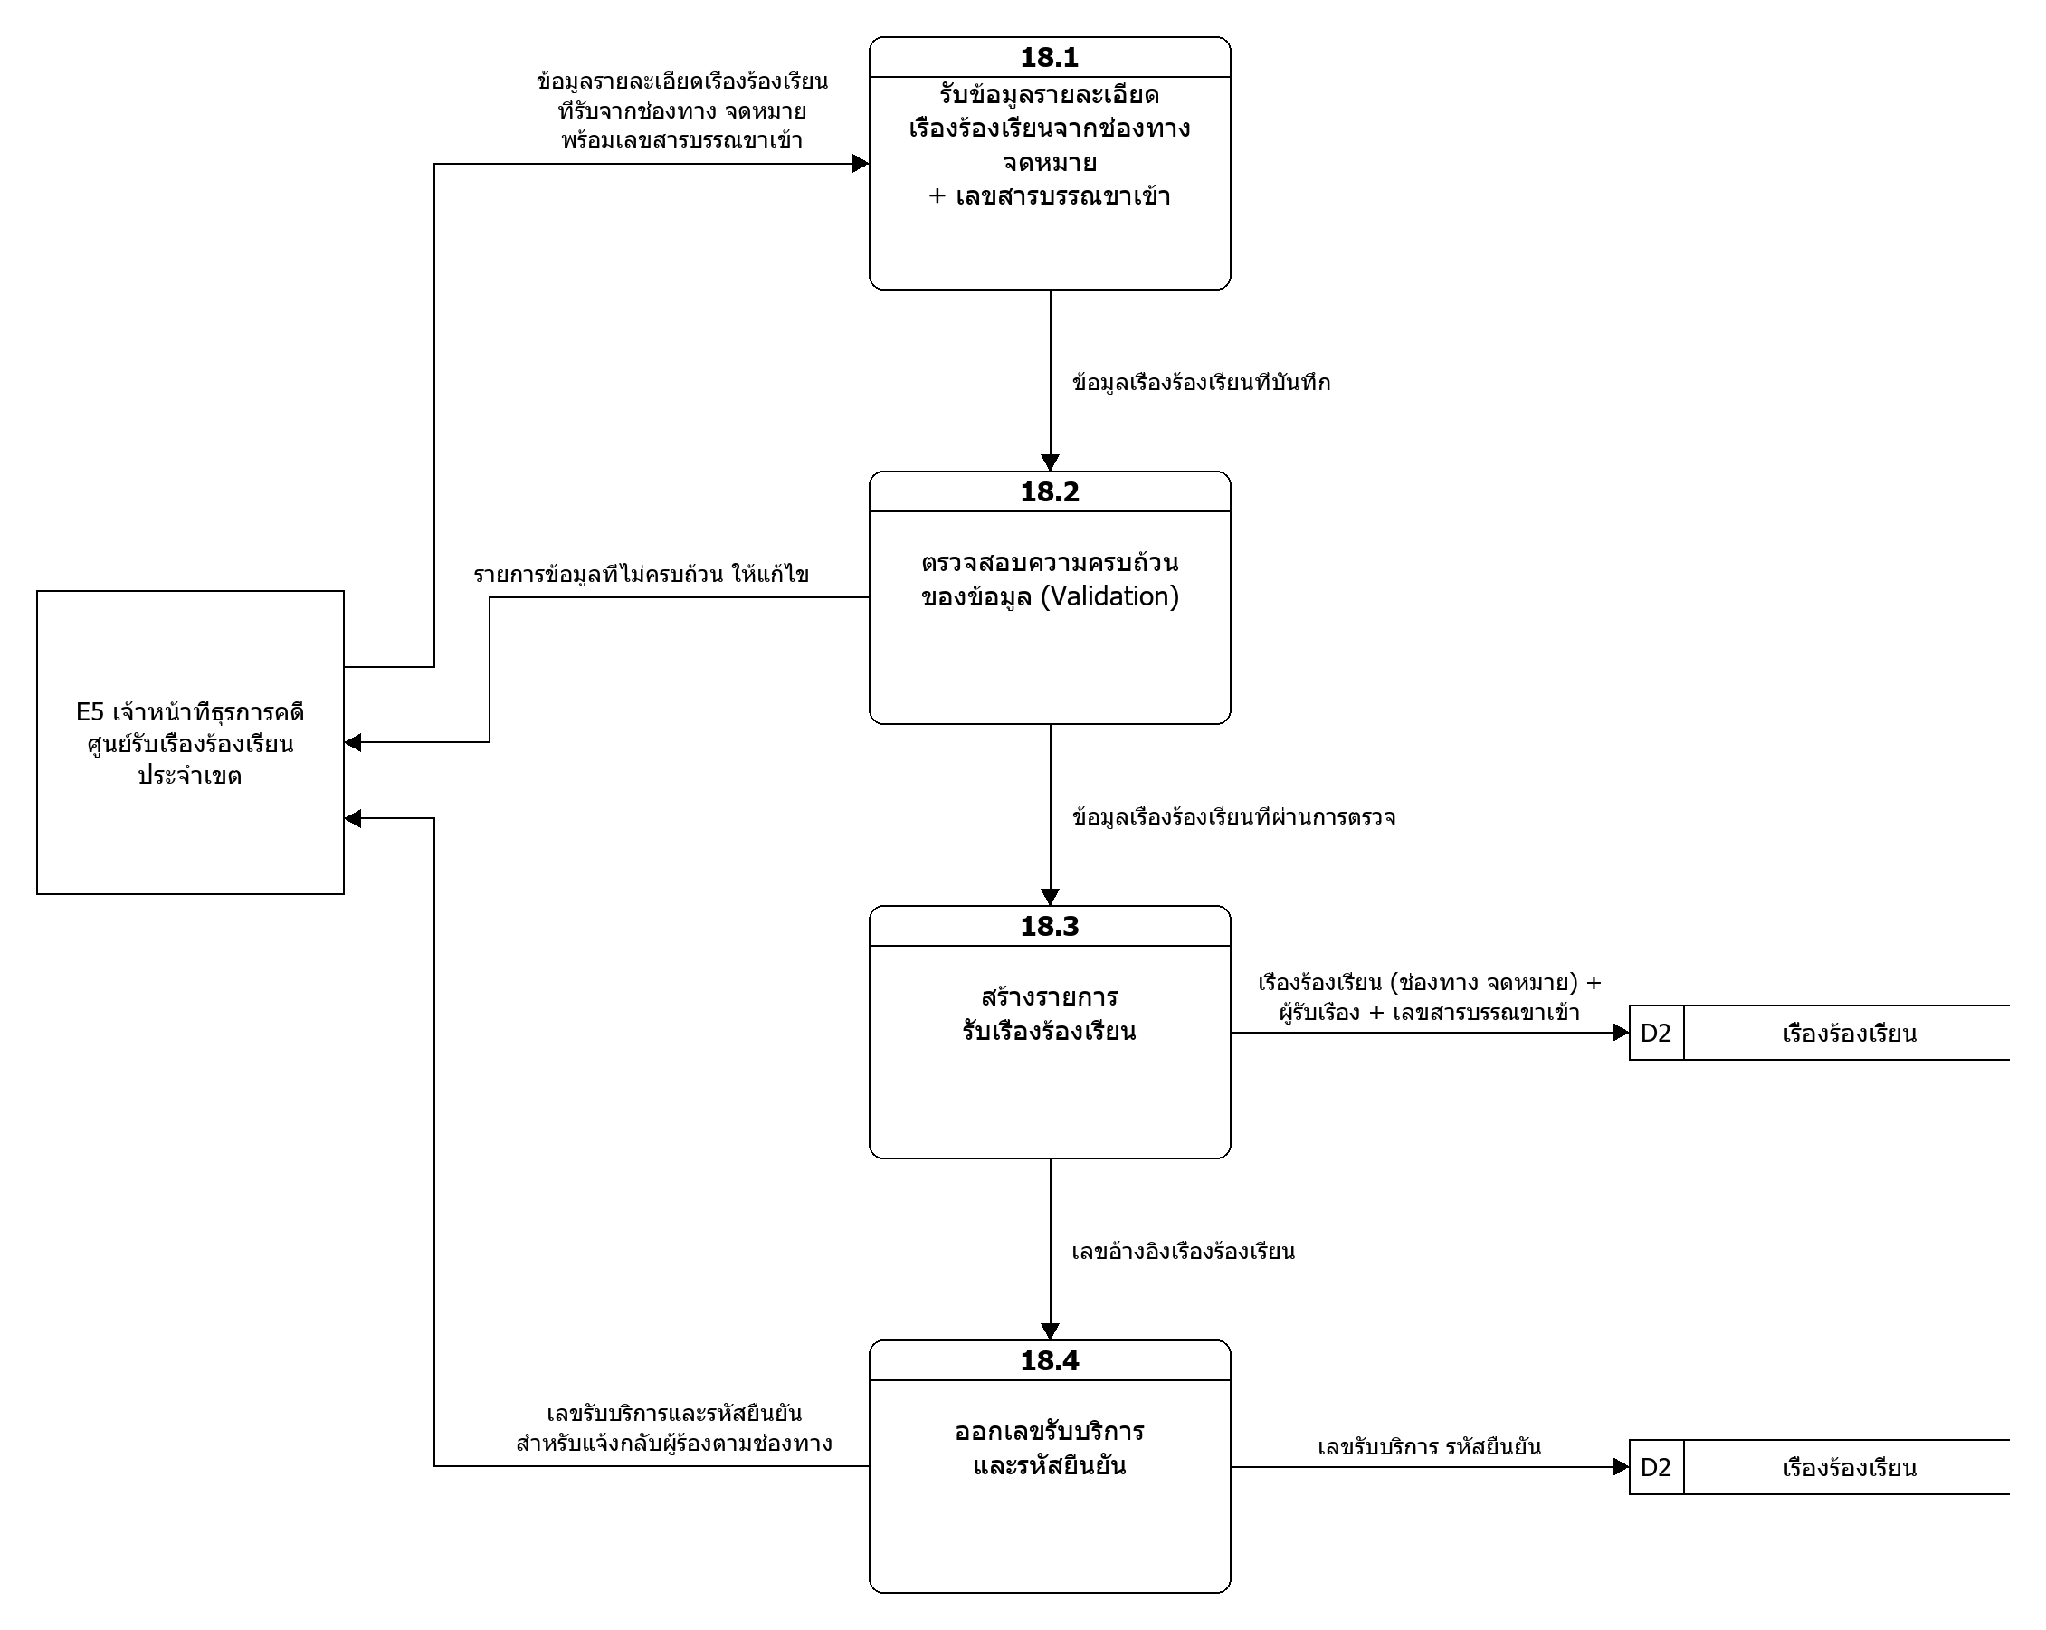 18.1
รับข้อมูลรายละเอียด
เรื่องร้องเรียนจากช่องทาง
จดหมาย
+ เลขสารบรรณขาเข้า
ข้อมูลรายละเอียดเรื่องร้องเรียน
ที่รับจากช่องทาง จดหมาย
พร้อมเลขสารบรรณขาเข้า
ข้อมูลเรื่องร้องเรียนที่บันทึก
18.2
ตรวจสอบความครบถ้วน
ของข้อมูล (Validation)
รายการข้อมูลที่ไม่ครบถ้วน ให้แก้ไข
E5 เจ้าหน้าที่ธุรการคดี
ศูนย์รับเรื่องร้องเรียน
ประจำเขต
ข้อมูลเรื่องร้องเรียนที่ผ่านการตรวจ
18.3
สร้างรายการ
รับเรื่องร้องเรียน
เรื่องร้องเรียน (ช่องทาง จดหมาย) +
ผู้รับเรื่อง + เลขสารบรรณขาเข้า
D2 เรื่องร้องเรียน
เลขอ้างอิงเรื่องร้องเรียน
18.4
ออกเลขรับบริการ
และรหัสยืนยัน
เลขรับบริการและรหัสยืนยัน
สำหรับแจ้งกลับผู้ร้องตามช่องทาง
เลขรับบริการ รหัสยืนยัน
D2 เรื่องร้องเรียน